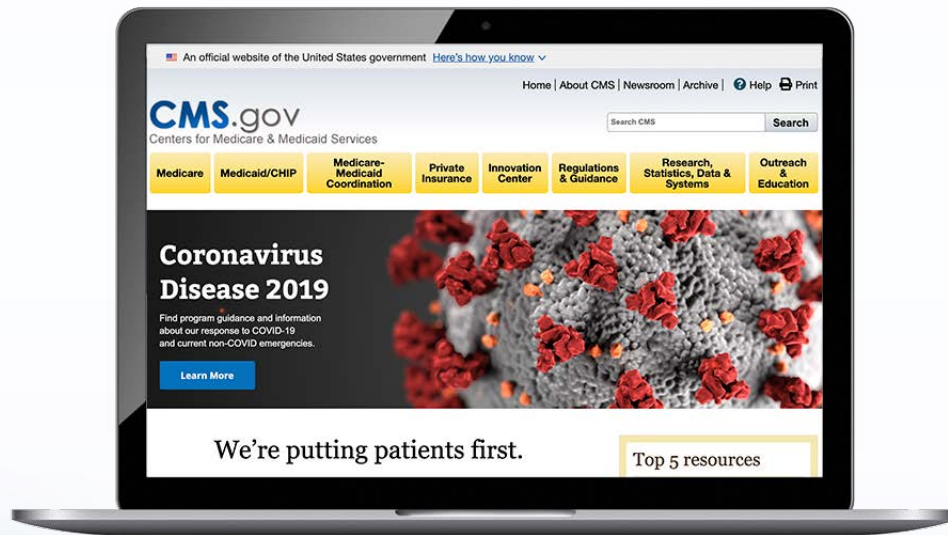 An official website of the United States government Here's how you know
Home | About CMS | Newsroom | Archive | Help Print
CMS.gov
Centers for Medicare & Medicaid Services
Search CMS
Search
Medicare
Medicaid/CHIP
Medicare-
Medicaid
Coordination
Private
Insurance
Innovation
Center
Regulations
& Guidance
Research,
Statistics, Data &
Systems
Outreach
&
Education
Coronavirus
Disease 2019
Find program guidance and information
about our response to COVID-19
and current non-COVID emergencies.
Learn More
We're putting patients first.
Top 5 resources